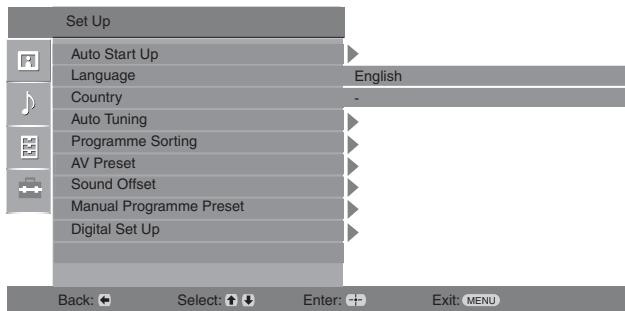 Set Up
Auto Start Up
Language English
Country -
Auto Tuning
Programme Sorting
AV Preset
Sound Offset
Manual Programme Preset
Digital Set Up
Back: Select: Enter: Exit: MENU